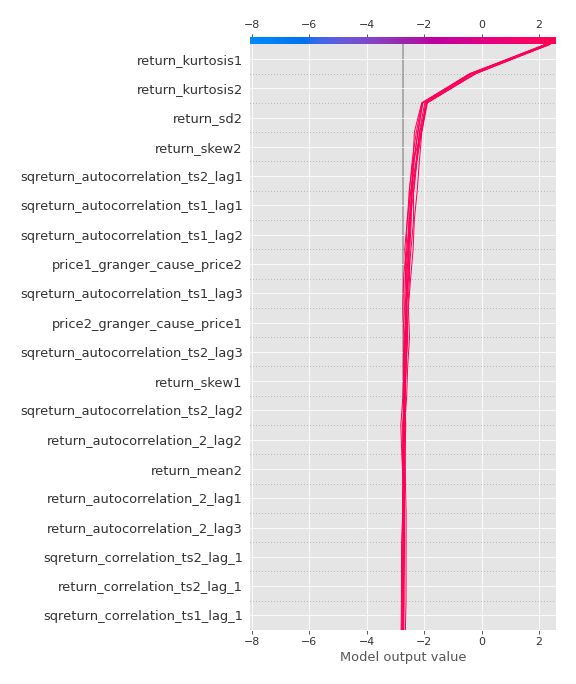 −8 −6 −4 −2 0 2
return_kurtosis1
return_kurtosis2
return_sd2
return_skew2
sqreturn_autocorrelation_ts2_lag1
sqreturn_autocorrelation_ts1_lag1
sqreturn_autocorrelation_ts1_lag2
price1_granger_cause_price2
sqreturn_autocorrelation_ts1_lag3
price2_granger_cause_price1
sqreturn_autocorrelation_ts2_lag3
return_skew1
sqreturn_autocorrelation_ts2_lag2
return_autocorrelation_2_lag2
return_mean2
return_autocorrelation_2_lag1
return_autocorrelation_2_lag3
sqreturn_correlation_ts2_lag_1
return_correlation_ts2_lag_1
sqreturn_correlation_ts1_lag_1
−8 −6 −4 −2 0 2
Model output value